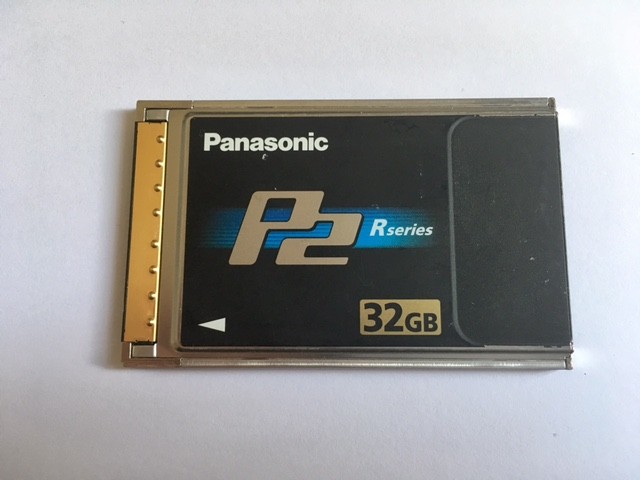 Panasonic
P2
R series
32GB